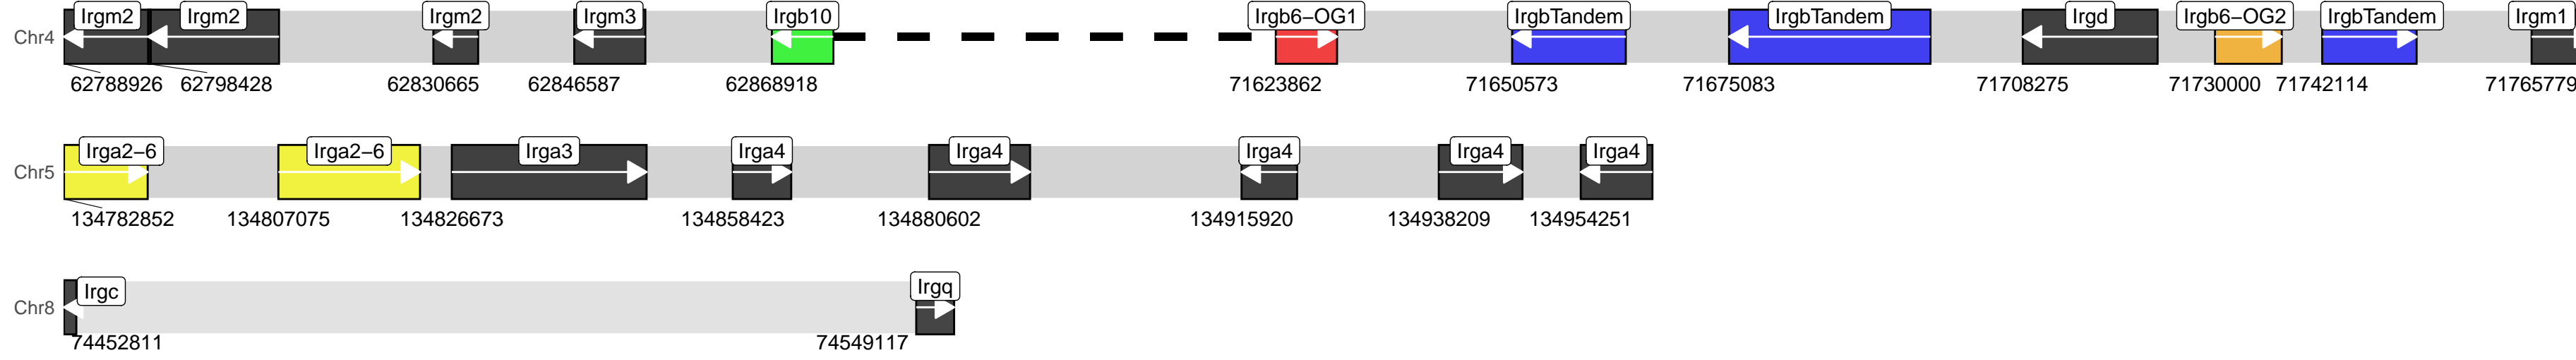 Irgm2 Irgm2 Irgm2 Irgm3 Irgb10 Irgb6−OG1 IrgbTandem IrgbTandem Irgd Irgb6−OG2 IrgbTandem Irgm1
Chr4
62788926 62798428 62830665 62846587 62868918 71623862 71650573 71675083 71708275 71730000 71742114 71765779
Irga2−6 Irga2−6 Irga3 Irga4 Irga4 Irga4 Irga4 Irga4
Chr5
134782852 134807075 134826673 134858423 134880602 134915920 134938209 134954251
Irgc Irgq
Chr8
74452811 74549117